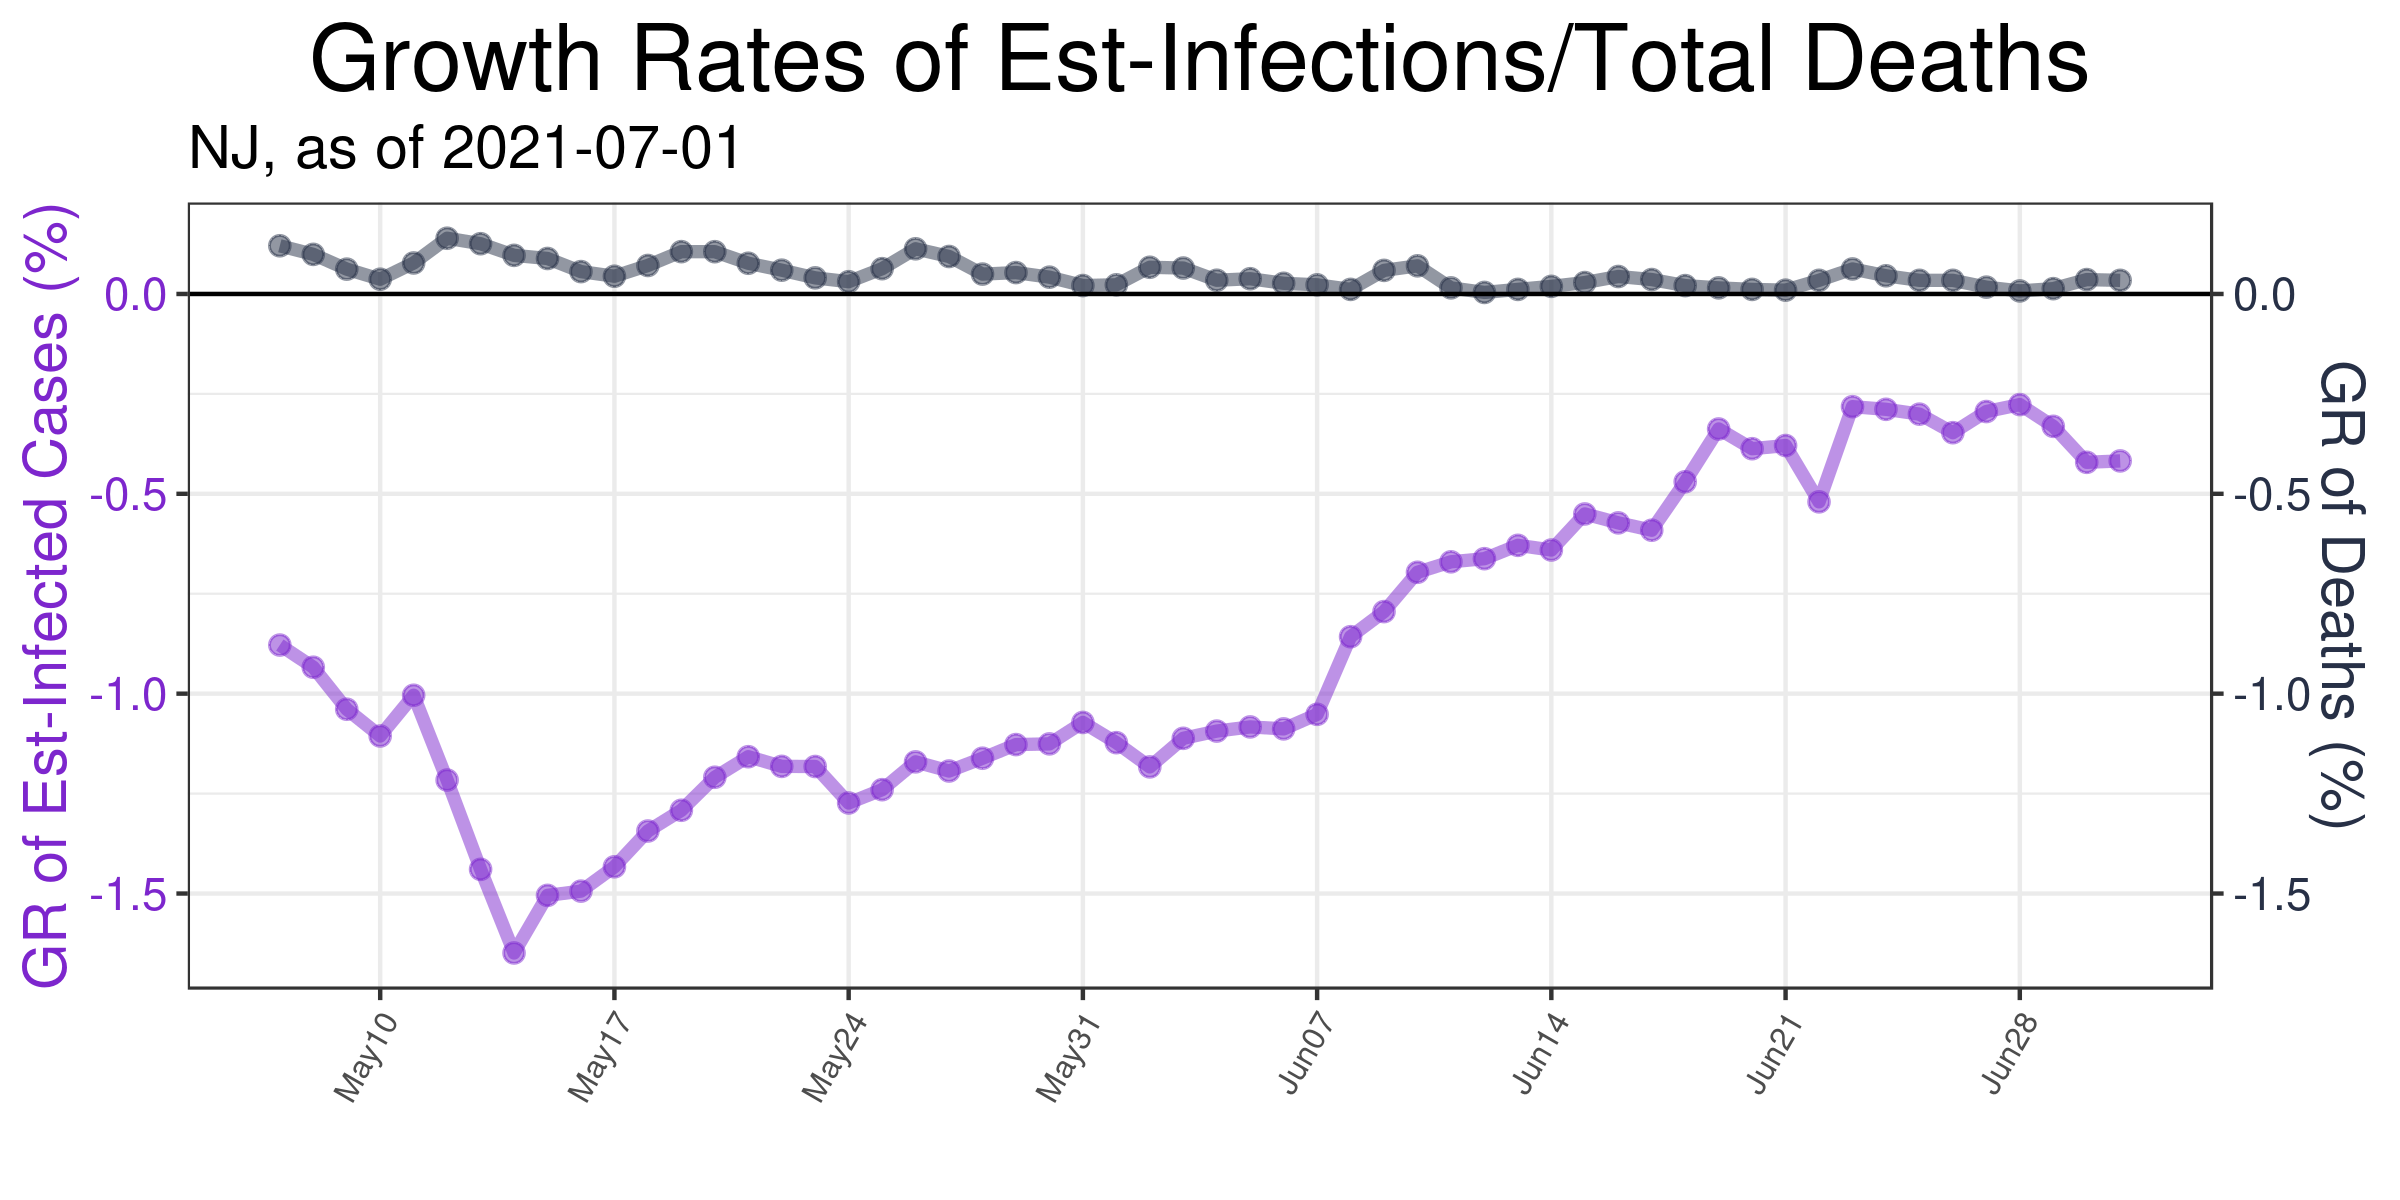 Growth Rates of Est-Infections/Total Deaths
NJ, as of 2021-07-01
GR of Est-Infected Cases (%)
0.0
-0.5
-1.0
-1.5
0.0
-0.5
-1.0
-1.5
GR of Deaths (%)
May10
May17
May24
May31
Jun07
Jun14
Jun21
Jun28